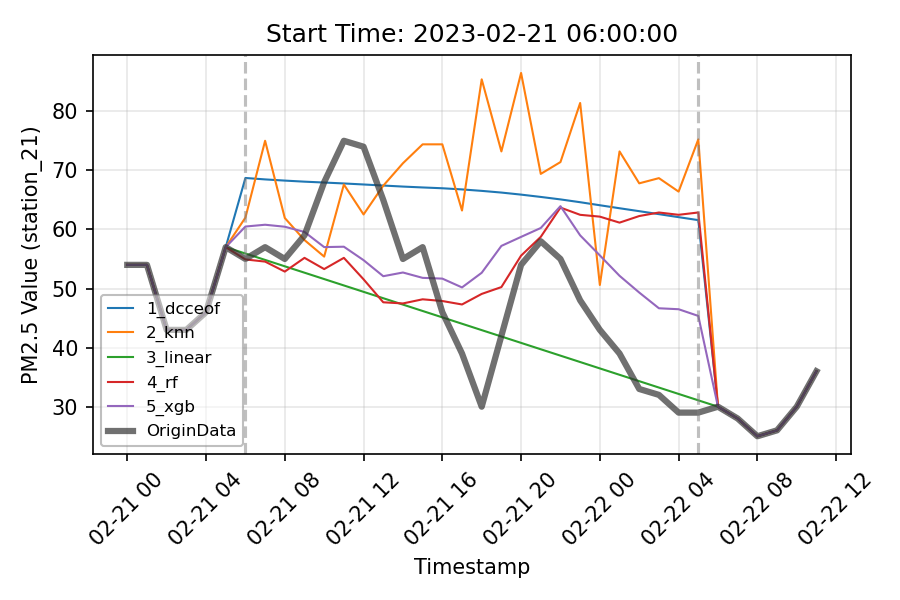 Start Time: 2023-02-21 06:00:00
PM2.5 Value (station_21)
80
70
60
50
40
30
1_dcceof
2_knn
3_linear
4_rf
5_xgb
OriginData
02-21 00
02-21 04
02-21 08
02-21 12
02-21 16
02-21 20
02-22 00
02-22 04
02-22 08
02-22 12
Timestamp